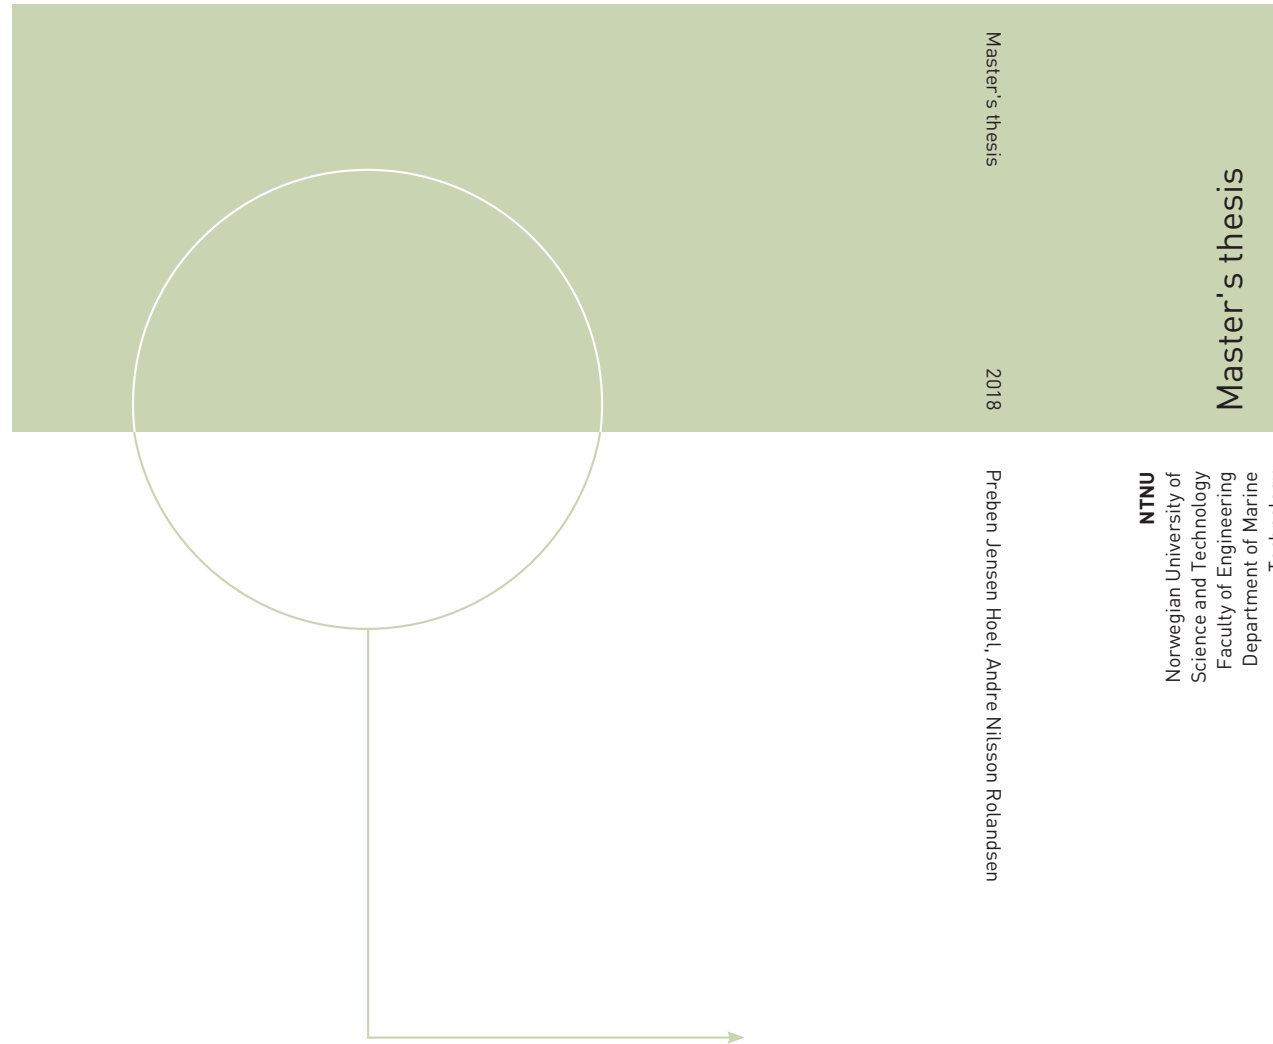 Master's thesis
2018
Preben Jensen Hoel, Andre Nilsson Rolandsen
Master's thesis
NTNU
Norwegian University of
Science and Technology
Faculty of Engineering
Department of Marine